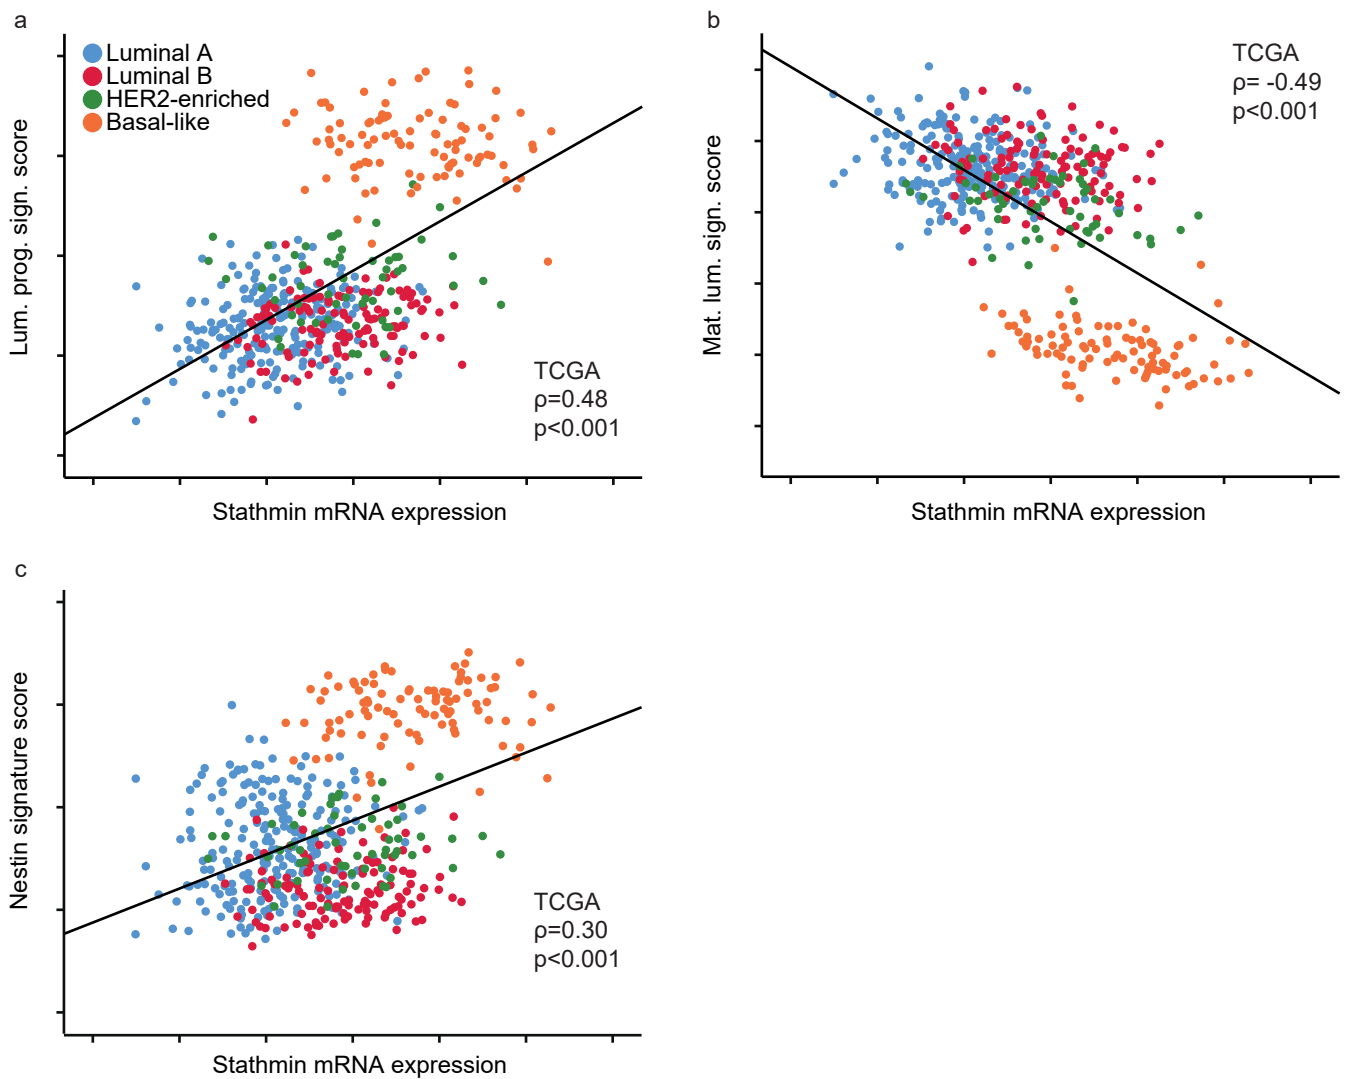 a
Luminal A
Luminal B
HER2-enriched
Basal-like
Lum. prog. sign. score
TCGA
ρ=0.48
p<0.001
Stathmin mRNA expression
b
TCGA
ρ= -0.49
p<0.001
Mat. lum. sign. score
Stathmin mRNA expression
c
Nestin signature score
TCGA
ρ=0.30
p<0.001
Stathmin mRNA expression